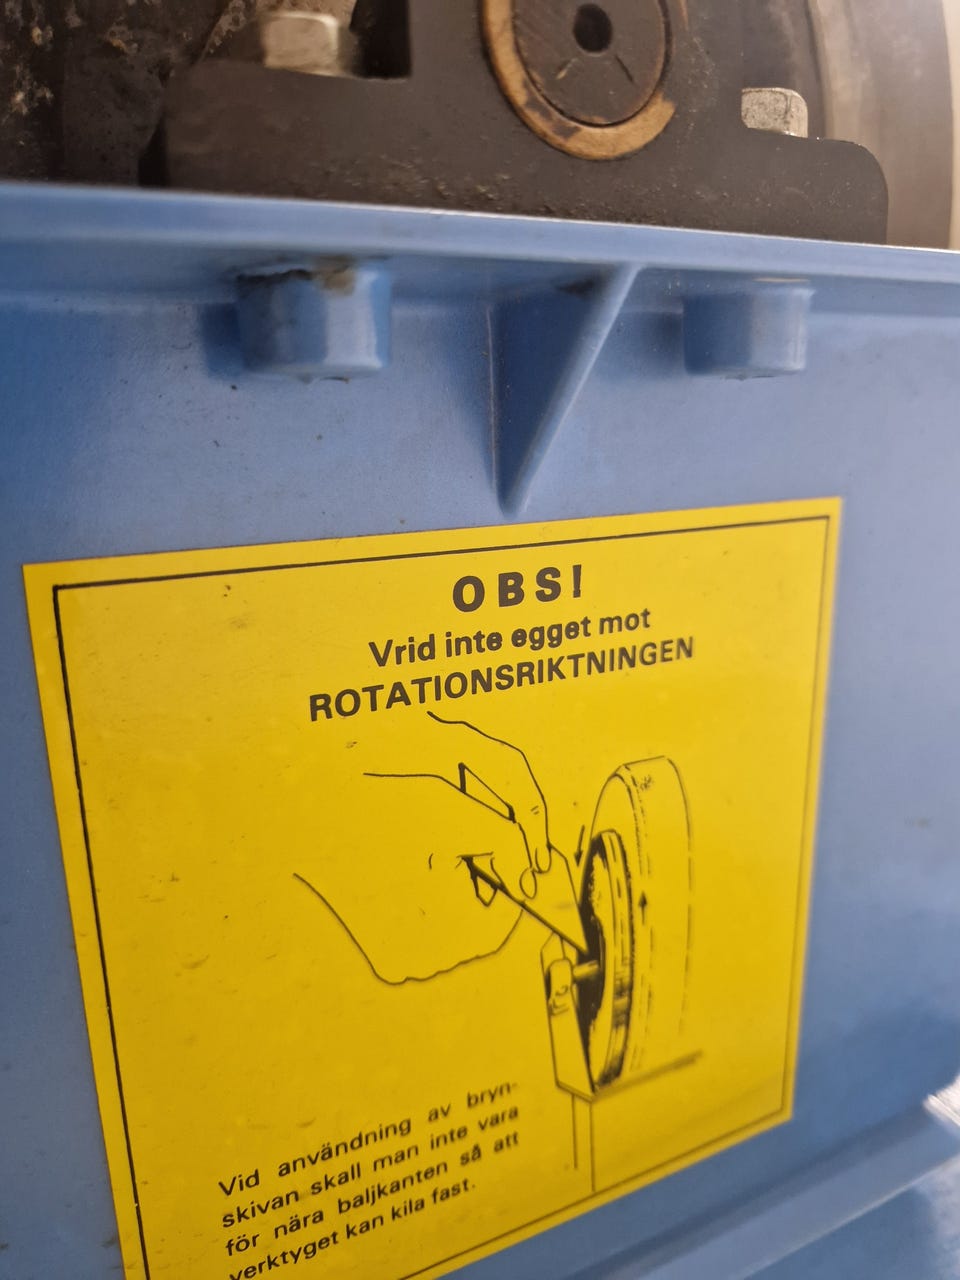 OBS!
Vrid inte egget mot
ROTATIONSRIKTNINGEN
Vid användning av bryn-
skivan skall man inte vara
för nära baljkanten så att
verktyget kan kila fast.